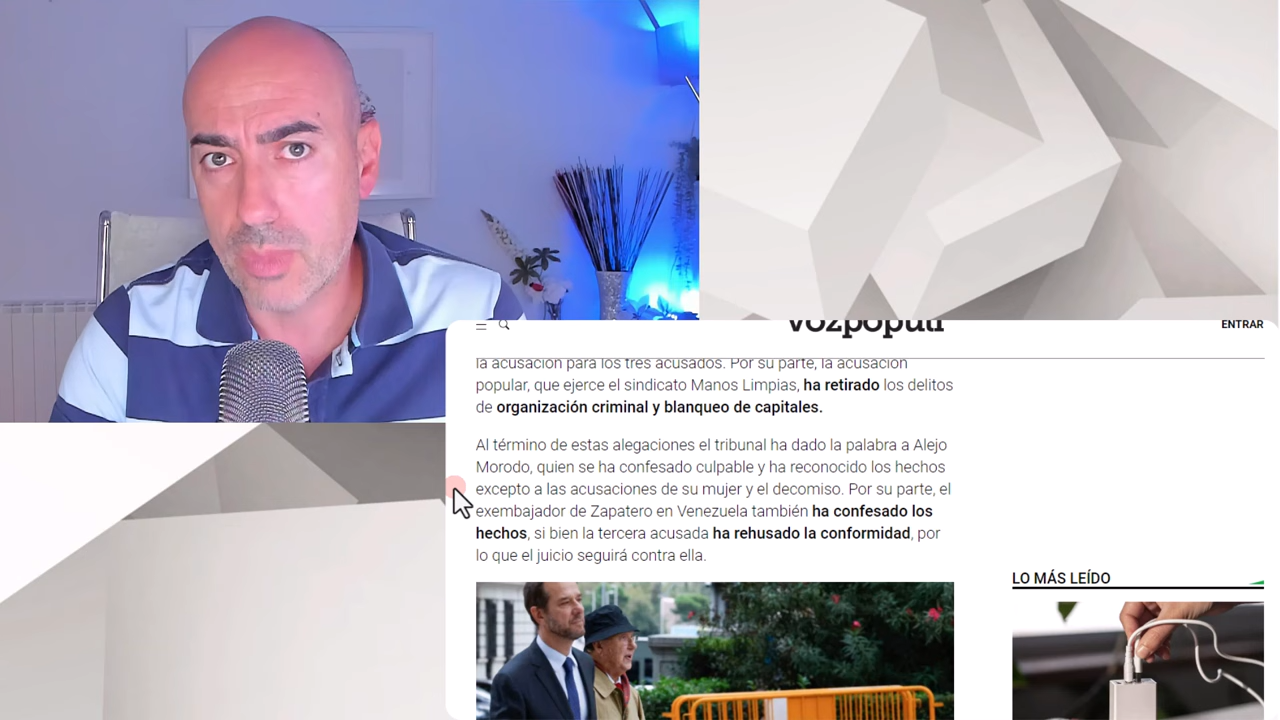 vozpópuli
ENTRAR
la acusación para los tres acusados. Por su parte, la acusación
popular, que ejerce el sindicato Manos Limpias, ha retirado los delitos
de organización criminal y blanqueo de capitales.
Al término de estas alegaciones el tribunal ha dado la palabra a Alejo
Morodo, quien se ha confesado culpable y ha reconocido los hechos
excepto a las acusaciones de su mujer y el decomiso. Por su parte, el
exembajador de Zapatero en Venezuela también ha confesado los
hechos, si bien la tercera acusada ha rehusado la conformidad, por
lo que el juicio seguirá contra ella.
LO MÁS LEÍDO